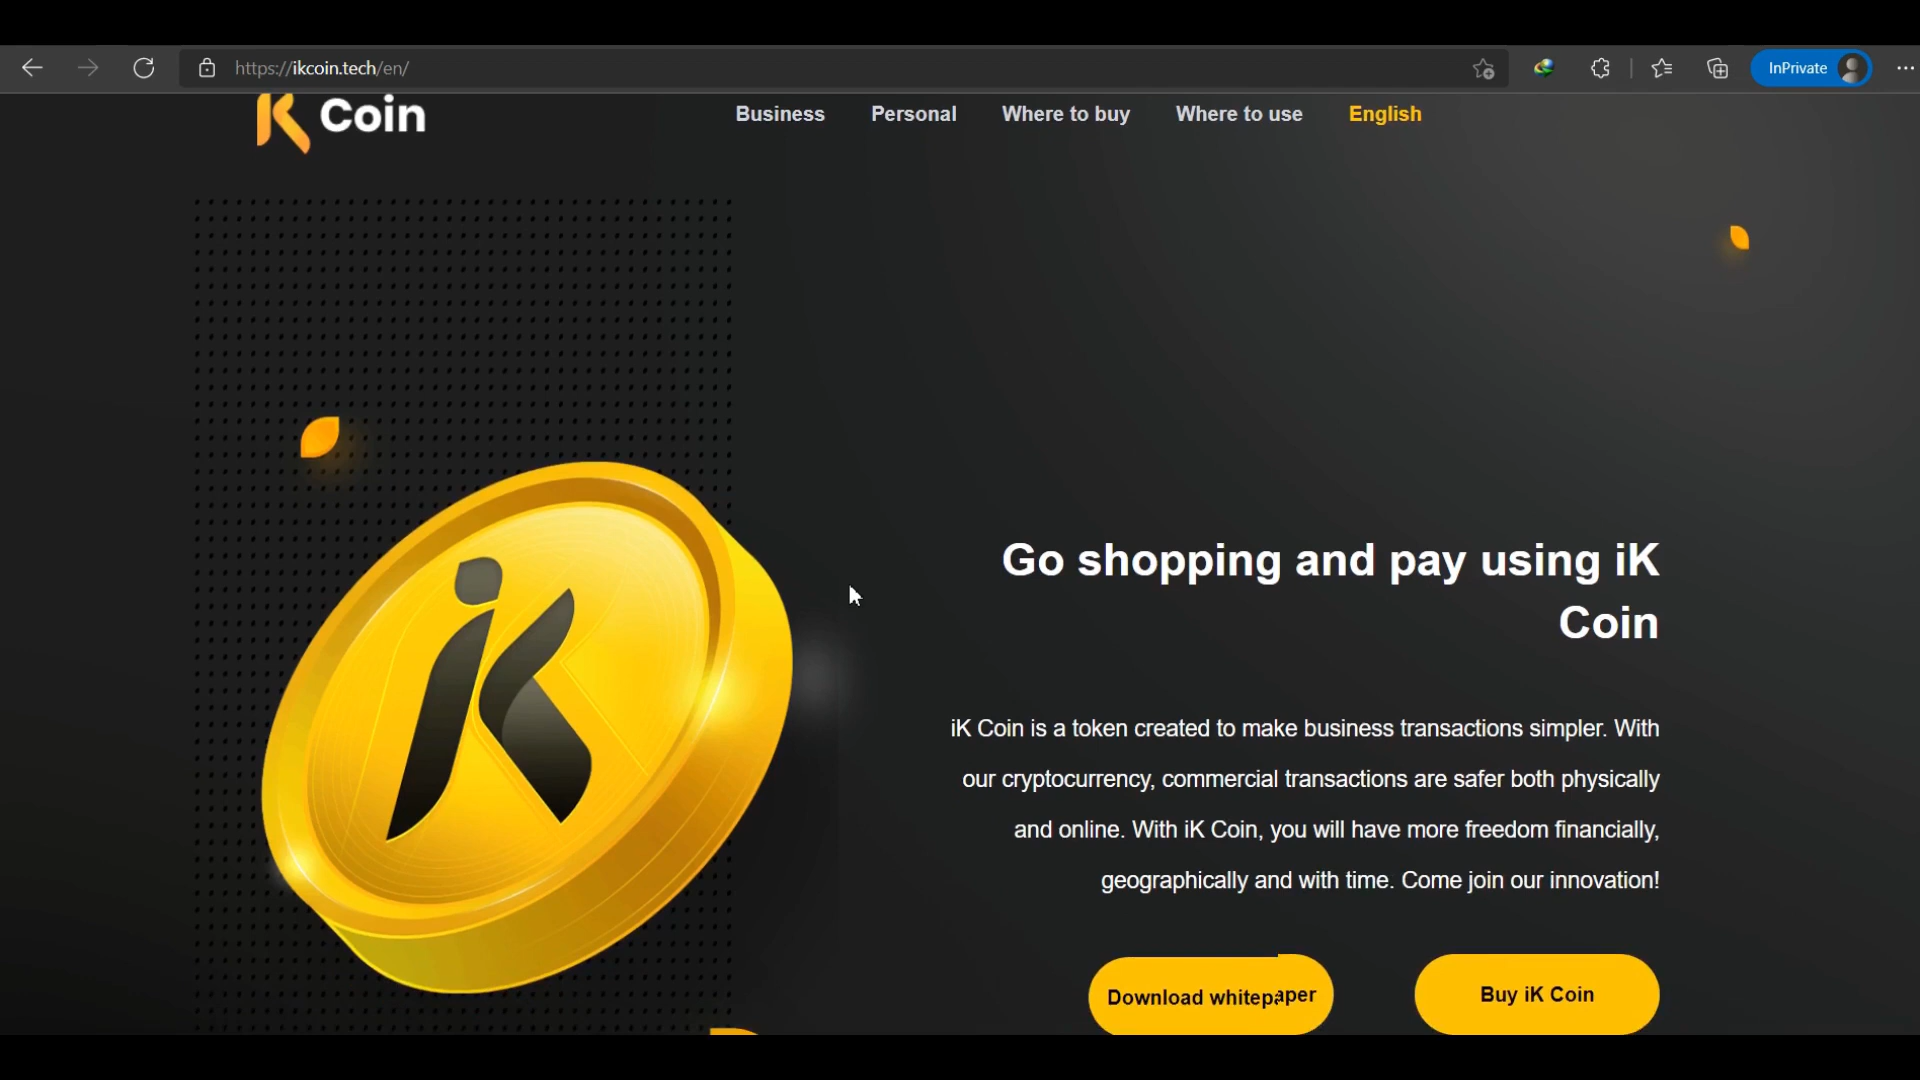 https://ikcoin.tech/en/
InPrivate
K Coin
Business
Personal
Where to buy
Where to use
English
iK
Go shopping and pay using iK
Coin
iK Coin is a token created to make business transactions simpler. With
our cryptocurrency, commercial transactions are safer both physically
and online. With iK Coin, you will have more freedom financially,
geographically and with time. Come join our innovation!
Download whitepaper
Buy iK Coin